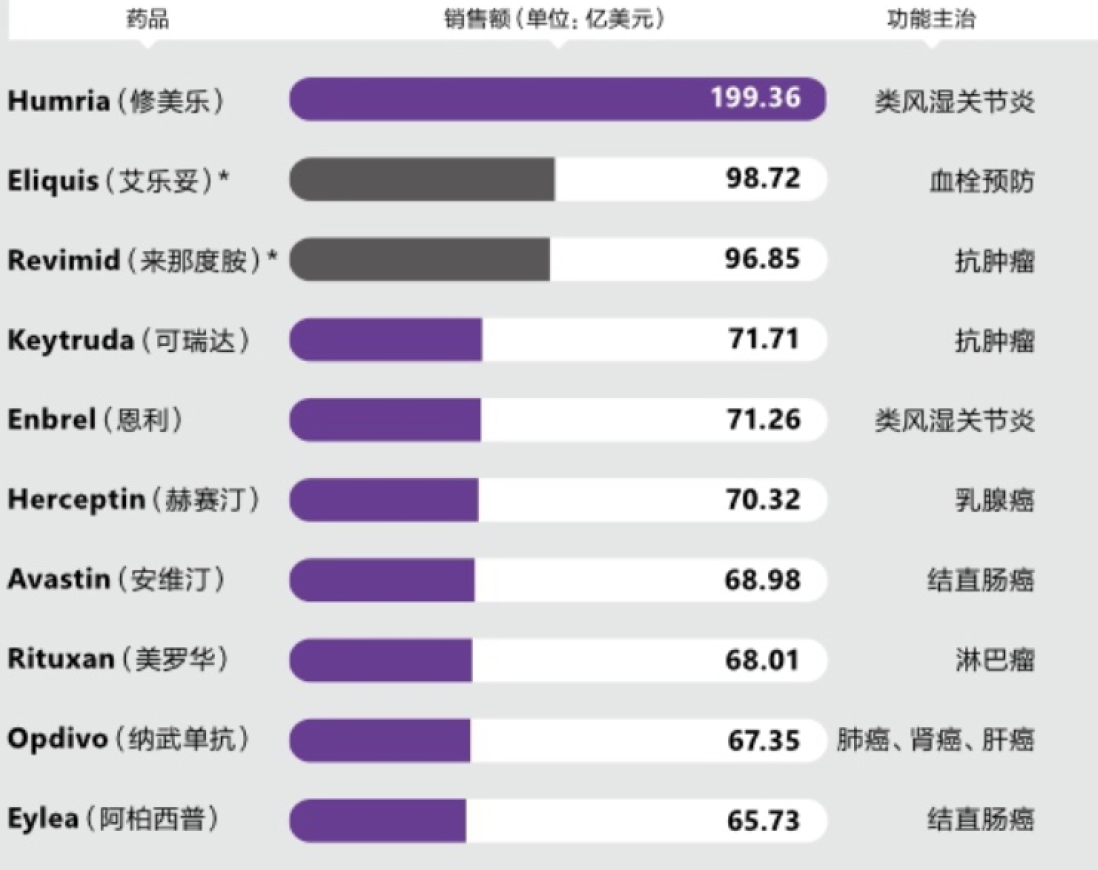 药品 销售额(单位:亿美元) 功能主治
Humria(修美乐) 199.36 类风湿关节炎
Eliquis(艾乐妥)* 98.72 血栓预防
Revimid(来那度胺)* 96.85 抗肿瘤
Keytruda(可瑞达) 71.71 抗肿瘤
Enbrel(恩利) 71.26 类风湿关节炎
Herceptin(赫赛汀) 70.32 乳腺癌
Avastin(安维汀) 68.98 结直肠癌
Rituxan(美罗华) 68.01 淋巴瘤
Opdivo(纳武单抗) 67.35 肺癌、肾癌、肝癌
Eylea(阿柏西普) 65.73 结直肠癌